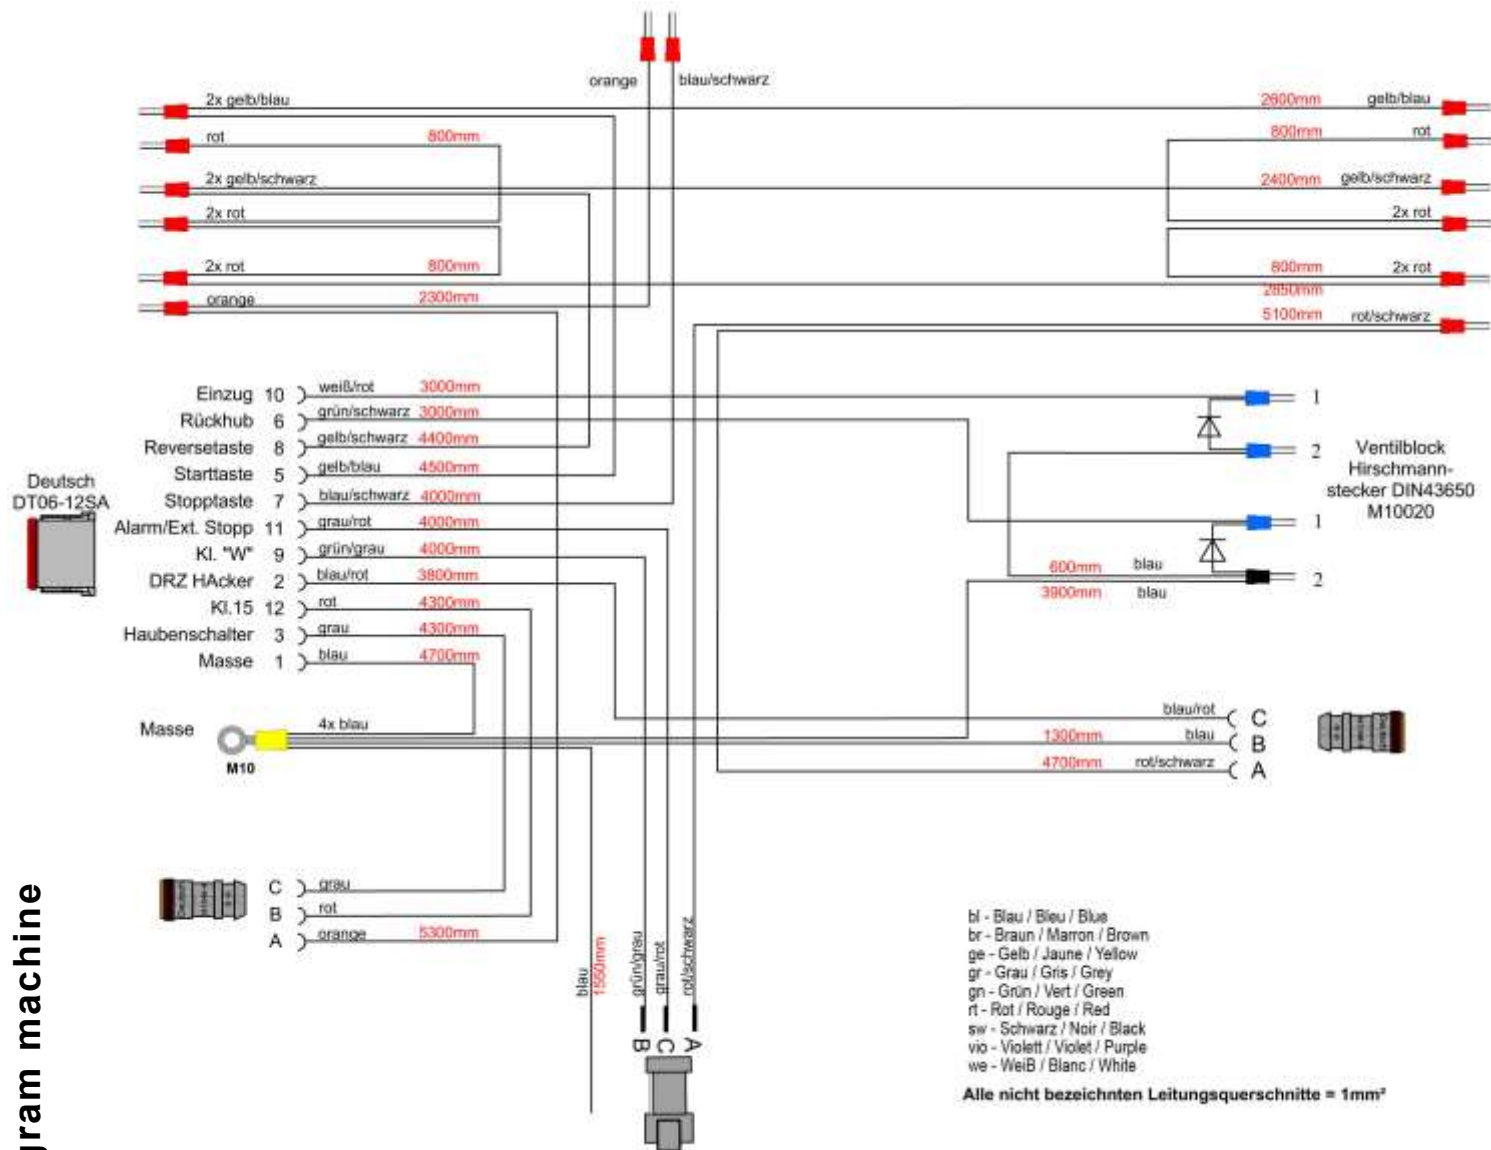 orange
blau/schwarz
2x gelb/blau
2600mm gelb/blau
rot 800mm
800mm rot
2x gelb/schwarz
2400mm gelb/schwarz
2x rot
2x rot
2x rot 800mm
800mm 2x rot
orange 2300mm
2850mm
5100mm rot/schwarz
Einzug 10 weiß/rot 3000mm
1
Rückhub 6 grün/schwarz 3000mm
Reversetaste 8 gelb/schwarz 4400mm
2
Starttaste 5 gelb/blau 4500mm
Stopptaste 7 blau/schwarz 4000mm
Alarm/Ext. Stopp 11 grau/rot 4000mm
1
Kl. "W" 9 grün/grau 4000mm
DRZ HAcker 2 blau/rot 3800mm
600mm blau
2
3900mm blau
Kl.15 12 rot 4300mm
Haubenschalter 3 grau 4300mm
Masse 1 blau 4700mm
Deutsch
DT06-12SA
Ventilblock
Hirschmann-
stecker DIN43650
M10020
Masse
4x blau
M10
blau/rot C
1300mm blau B
4700mm rot/schwarz A
C grau
B rot
A orange 5300mm
blau
1550mm
grün/grau
grau/rot
rot/schwarz
B C A
gram machine
bl - Blau / Bleu / Blue
br - Braun / Marron / Brown
ge - Gelb / Jaune / Yellow
gr - Grau / Gris / Grey
gn - Grün / Vert / Green
rt - Rot / Rouge / Red
sw - Schwarz / Noir / Black
vio - Violett / Violet / Purple
we - WeiB / Blanc / White
Alle nicht bezeichnten Leitungsquerschnitte = 1mm²